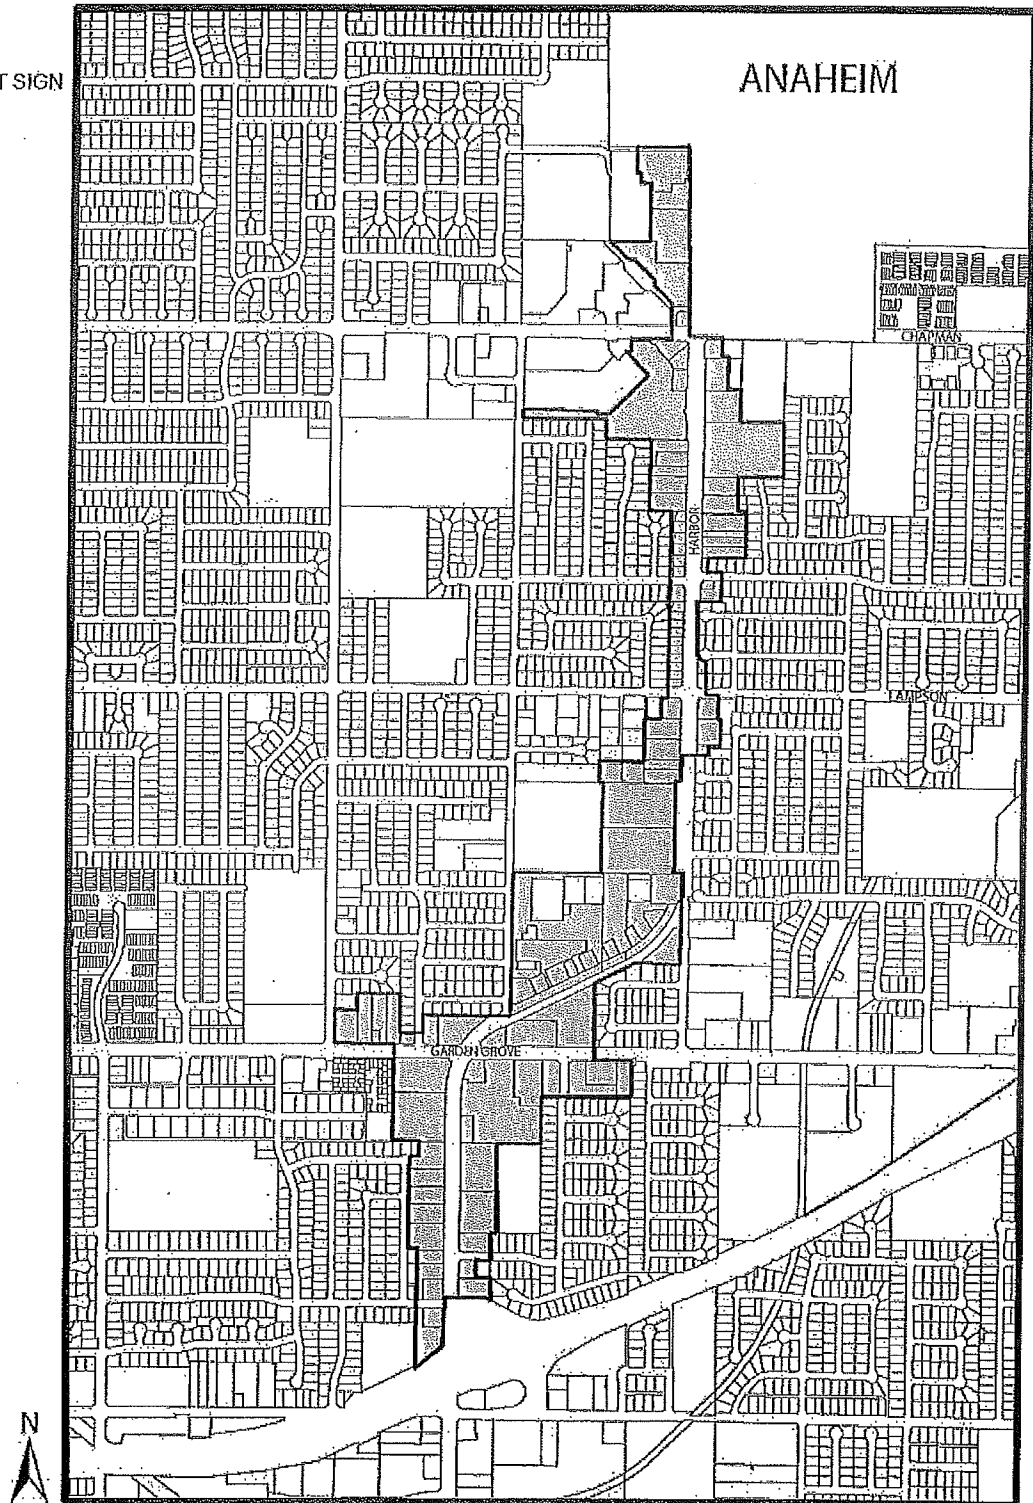 ANAHEIM
T SIGN
CHAPMAN
HARBOR
LAMPSON
GARDEN GROVE
N